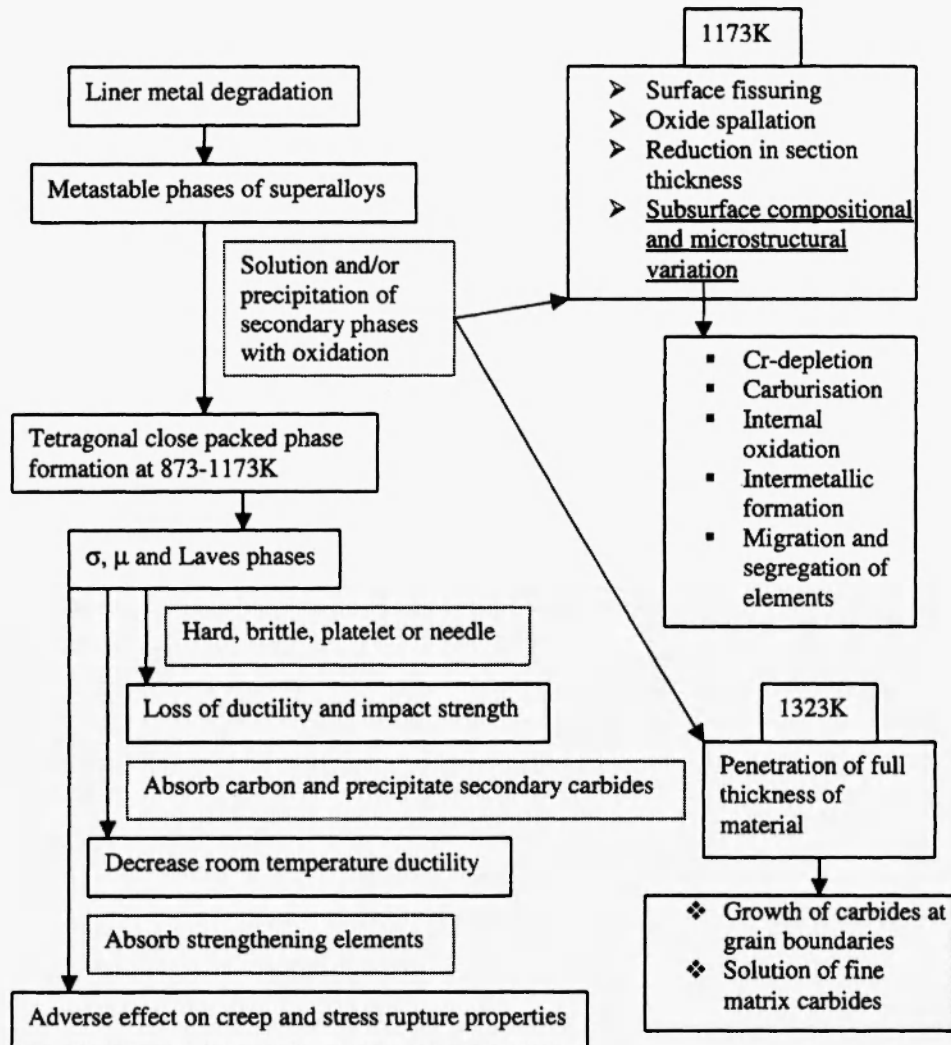 Liner metal degradation
Metastable phases of superalloys
Solution and/or
precipitation of
secondary phases
with oxidation
Tetragonal close packed phase
formation at 873-1173K
σ, μ and Laves phases
Hard, brittle, platelet or needle
Loss of ductility and impact strength
Absorb carbon and precipitate secondary carbides
Decrease room temperature ductility
Absorb strengthening elements
Adverse effect on creep and stress rupture properties
1173K
➢ Surface fissuring
➢ Oxide spallation
➢ Reduction in section
thickness
➢ Subsurface compositional
and microstructural
variation
▪ Cr-depletion
▪ Carburisation
▪ Internal
oxidation
▪ Intermetallic
formation
▪ Migration and
segregation of
elements
1323K
Penetration of full
thickness of
material
❖ Growth of carbides at
grain boundaries
❖ Solution of fine
matrix carbides